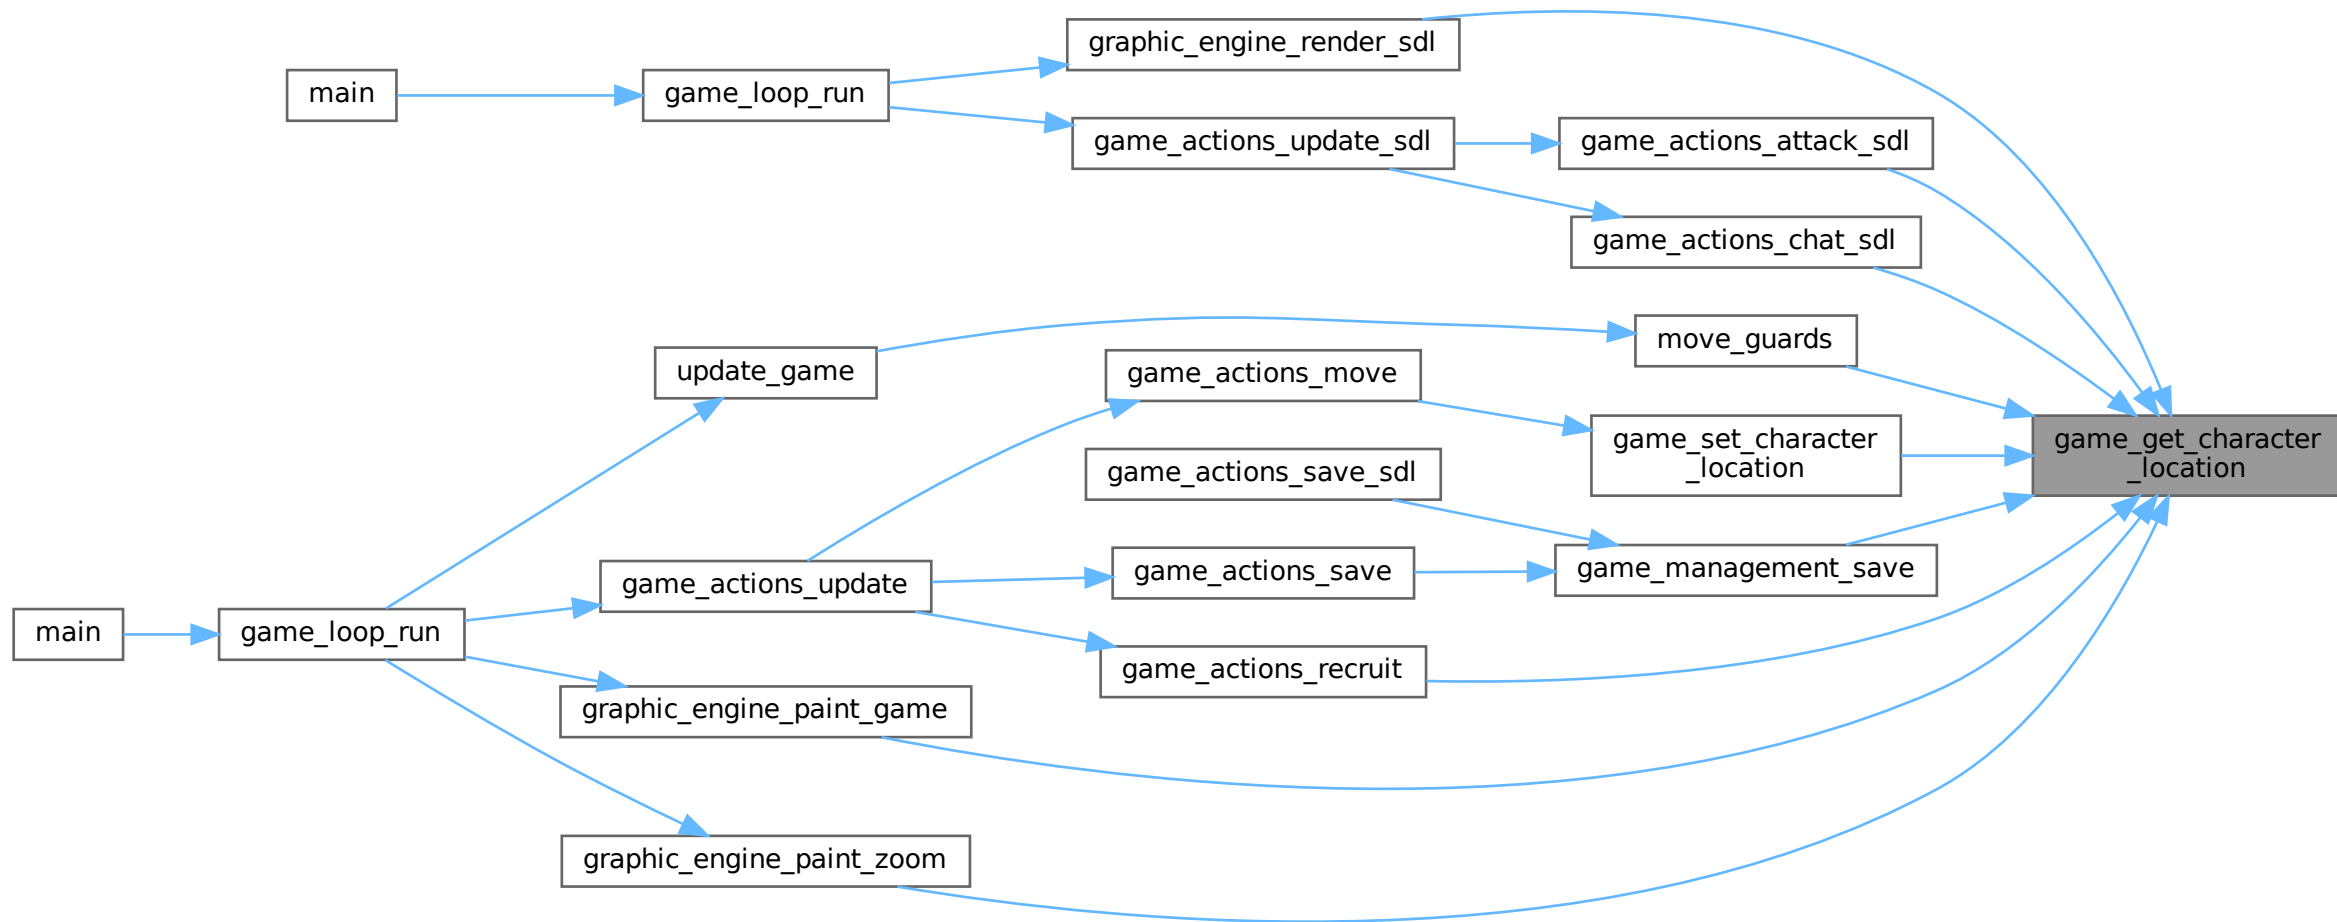 graphic_engine_render_sdl
main
game_loop_run
game_actions_update_sdl
game_actions_attack_sdl
game_actions_chat_sdl
move_guards
update_game
game_actions_move
game_set_character
_location
game_get_character
_location
game_actions_save_sdl
game_actions_update
game_actions_save
game_management_save
main
game_loop_run
game_actions_recruit
graphic_engine_paint_game
graphic_engine_paint_zoom